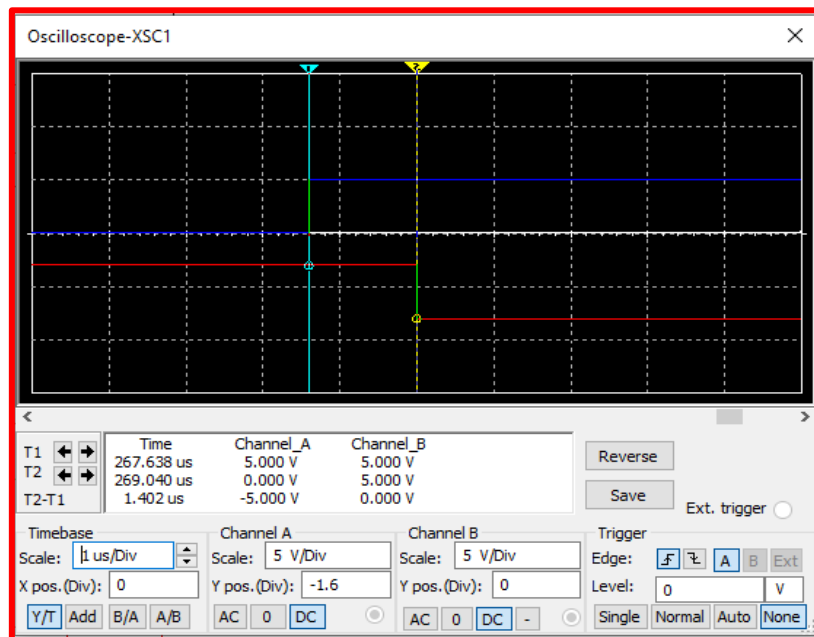 Oscilloscope-XSC1
1 2
T1
T2
T2-T1
Time Channel_A Channel_B
267.638 us 5.000 V 5.000 V
269.040 us 0.000 V 5.000 V
1.402 us -5.000 V 0.000 V
Reverse
Save
Ext. trigger
Timebase
Scale: 1 us/Div
X pos.(Div): 0
Y/T Add B/A A/B
Channel A
Scale: 5 V/Div
Y pos.(Div): -1.6
AC 0 DC
Channel B
Scale: 5 V/Div
Y pos.(Div): 0
AC 0 DC -
Trigger
Edge: A B Ext
Level: 0 V
Single Normal Auto None